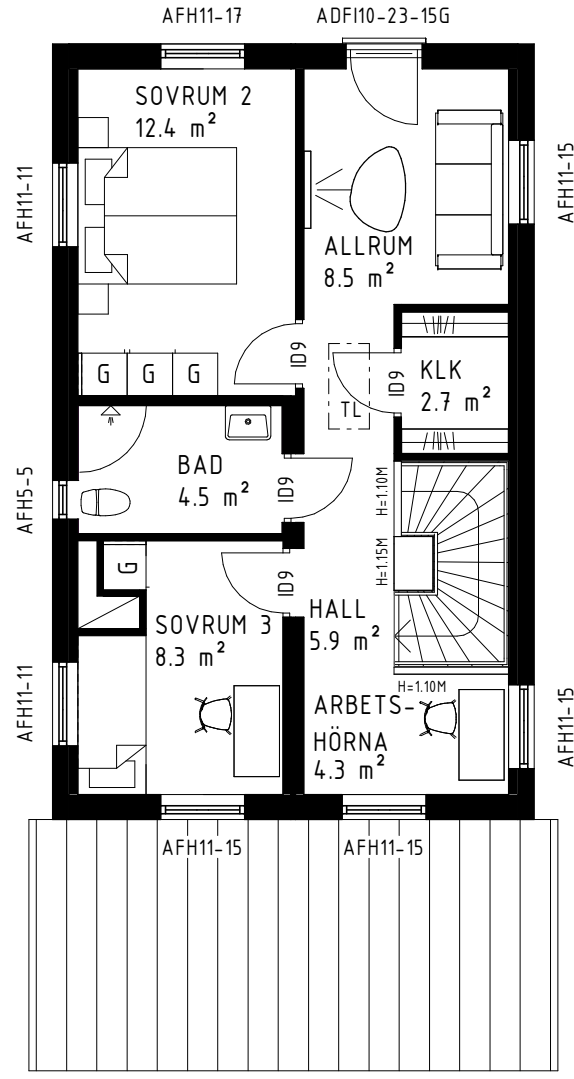 AFH11-17
ADFI10-23-15G
SOVRUM 2
12.4 m²
AFH11-11
AFH11-15
ALLRUM
8.5 m²
ID9
G
G
G
TL
ID9
KLK
2.7 m²
BAD
4.5 m²
ID9
AFH5-5
H=1.10M
H=1.15M
G
ID9
SOVRUM 3
8.3 m²
HALL
5.9 m²
AFH11-11
H=1.10M
ARBETS-
HÖRNA
4.3 m²
AFH11-15
AFH11-15
AFH11-15